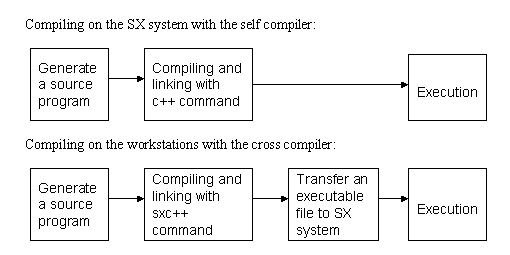 Compiling on the SX system with the self compiler:
Generate
a source
program
Compiling and
linking with
c++ command
Execution
Compiling on the workstations with the cross compiler:
Generate
a source
program
Compiling and
linking with
sxc++
command
Transfer an
executable
file to SX
system
Execution